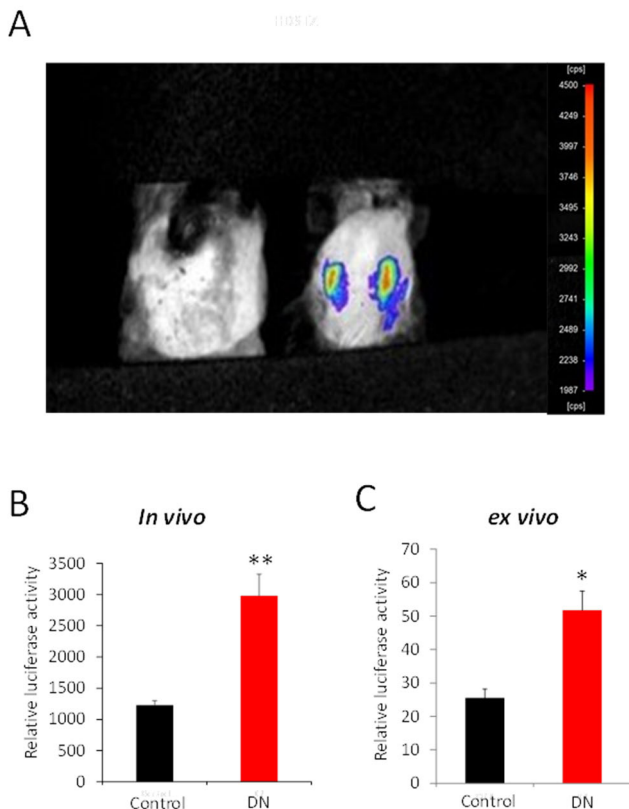 A
[cps]
4500
4249
3746
3495
3243
2992
2741
2489
2238
1987
[cps]
B
In vivo
**
Relative luciferase activity
3500
3000
2500
2000
1500
1000
500
0
Control
DN
C
ex vivo
*
Relative luciferase activity
70
60
50
40
30
20
10
0
Control
DN